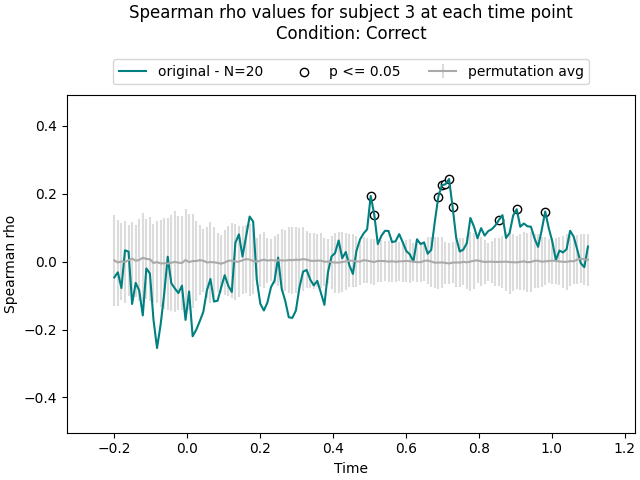 Spearman rho values for subject 3 at each time point
Condition: Correct
original - N=20
p <= 0.05
permutation avg
0.4
0.2
0.0
−0.2
−0.4
Spearman rho
−0.2
0.0
0.2
0.4
0.6
0.8
1.0
1.2
Time